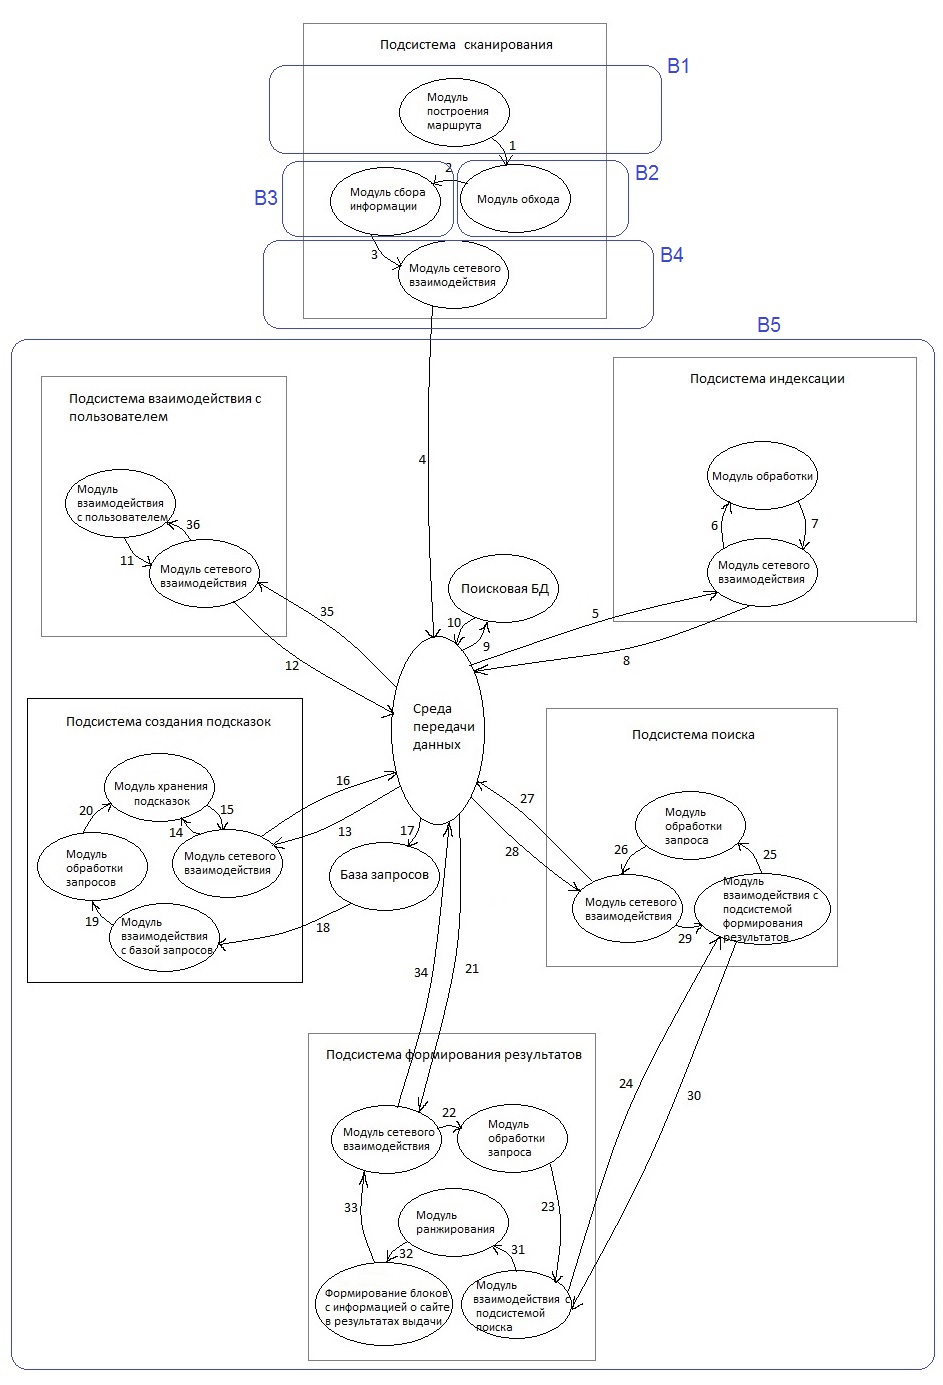 Подсистема сканирования
B1
Модуль
построения
маршрута
1
2
B2
B3
Модуль сбора
информации
Модуль обхода
3
B4
Модуль сетевого
взаимодействия
B5
4
Подсистема взаимодействия с
пользователем
Модуль
взаимодействия
с пользователем
36
11
Модуль сетевого
взаимодействия
35
12
Подсистема индексации
Модуль обработки
6
7
Модуль сетевого
взаимодействия
5
8
Поисковая БД
10
9
Среда
передачи
данных
Подсистема создания подсказок
Модуль хранения
подсказок
20
15
14
16
13
Модуль сетевого
взаимодействия
Модуль
обработки
запросов
19
Модуль
взаимодействия
с базой запросов
17
База запросов
18
Подсистема поиска
27
28
Модуль
обработки
запроса
26
25
Модуль сетевого
взаимодействия
29
Модуль
взаимодействия с
подсистемой
формирования
результатов
34
21
24
30
Подсистема формирования результатов
Модуль сетевого
взаимодействия
22
Модуль
обработки
запроса
33
23
Модуль
ранжирования
32
31
Формирование блоков
с информацией о сайте
в результатах выдачи
Модуль
взаимодействия с
подсистемой
поиска